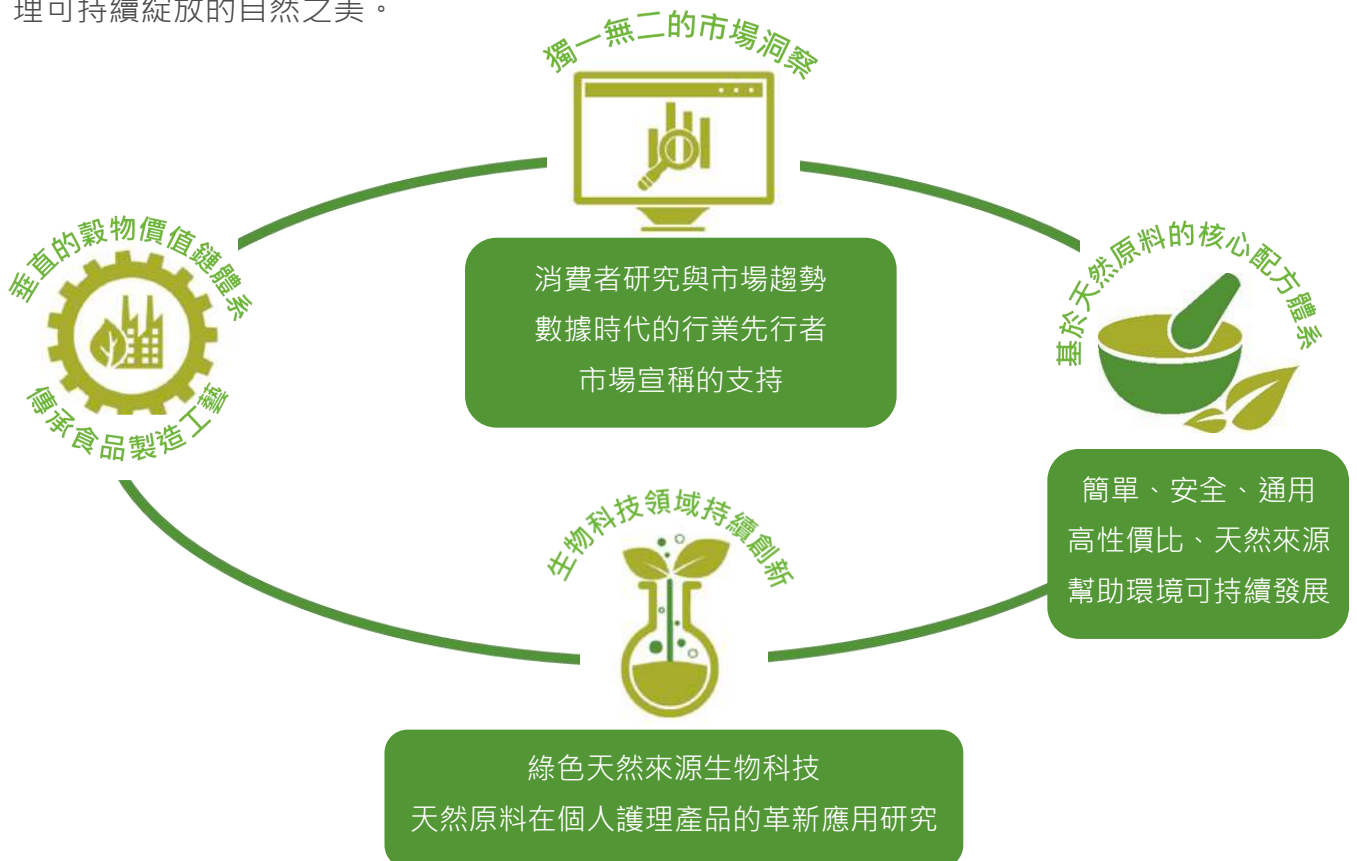 理可持續綻放的自然之美。
獨一無二的市場洞察
消費者研究與市場趨勢
數據時代的行業先行者
市場宣稱的支持
垂直的穀物價值鏈體系
傳承食品製造工藝
基於天然原料的核心配方體系
簡單、安全、通用
高性價比、天然來源
幫助環境可持續發展
生物科技領域持續創新
綠色天然來源生物科技
天然原料在個人護理產品的革新應用研究